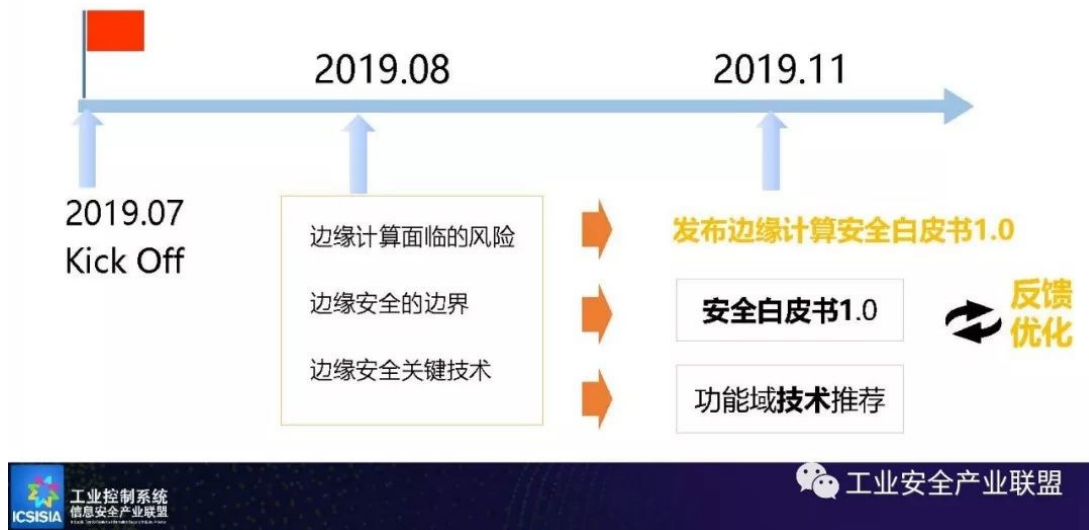 2019.08
2019.11
2019.07
Kick Off
边缘计算面临的风险
边缘安全的边界
边缘安全关键技术
发布边缘计算安全白皮书1.0
安全白皮书1.0
功能域技术推荐
反馈
优化
ICSISIA
工业控制系统
信息安全产业联盟
工业安全产业联盟